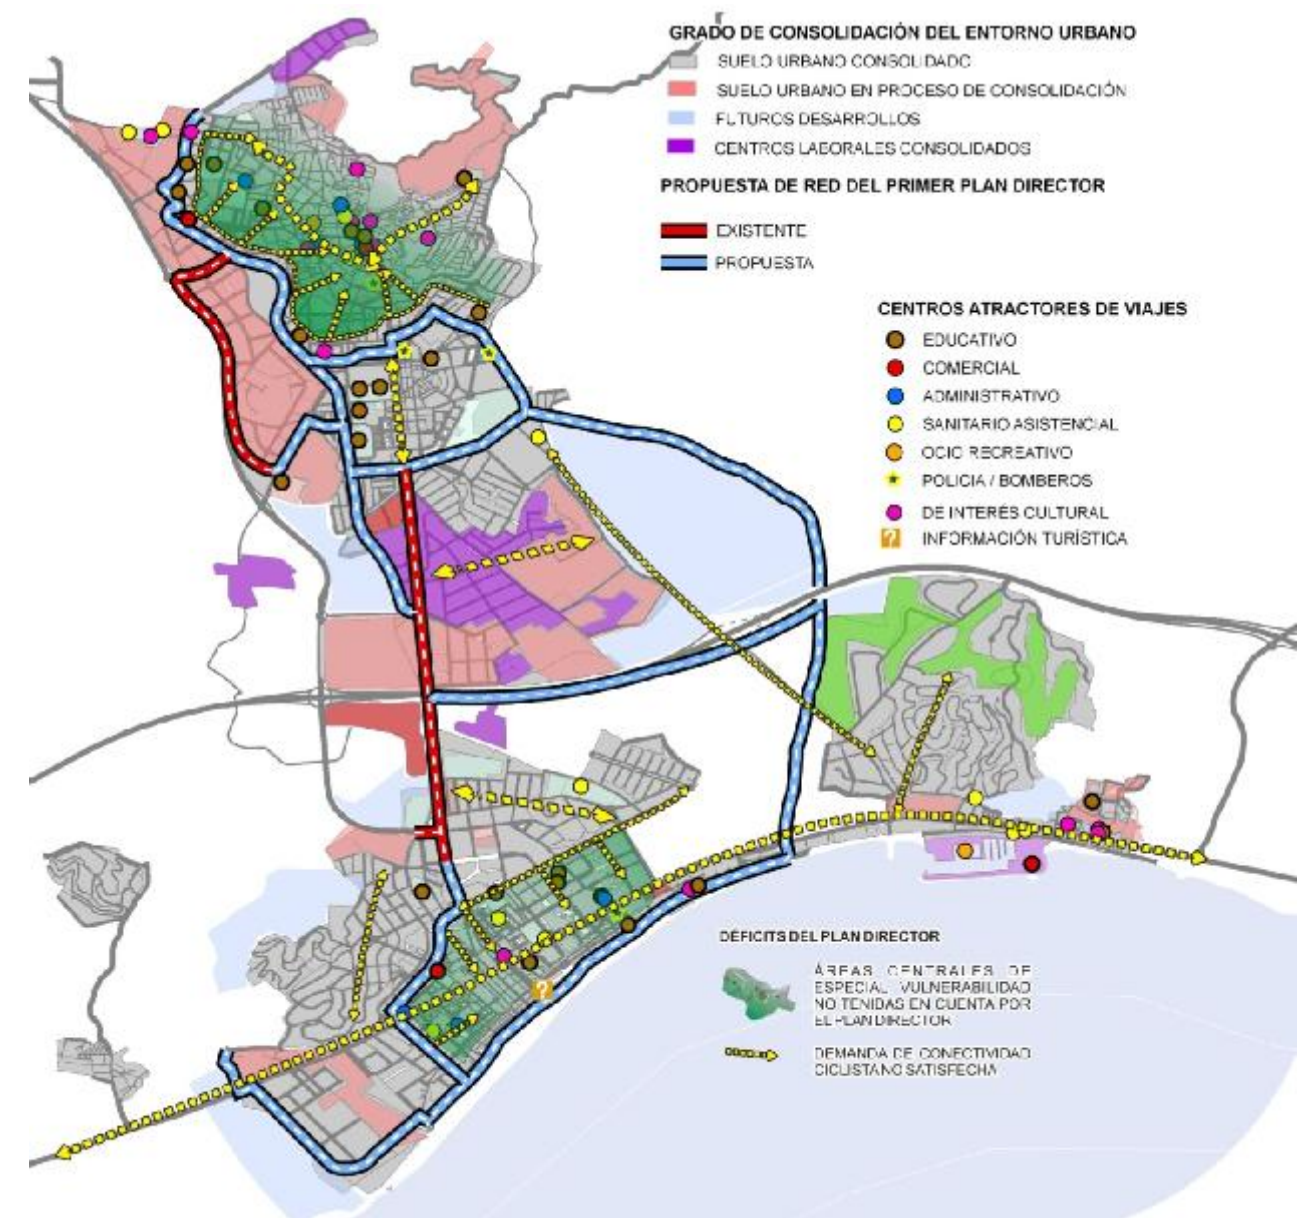 GRADO DE CONSOLIDACIÓN DEL ENTORNO URBANO
SUELO URBANO CONSOLIDADO
SUELO URBANO EN PROCESO DE CONSOLIDACIÓN
FUTUROS DESARROLLOS
CENTROS LABORALES CONSOLIDADOS
PROPUESTA DE RED DEL PRIMER PLAN DIRECTOR
EXISTENTE
PROPUESTA
CENTROS ATRACTORES DE VIAJES
EDUCATIVO
COMERCIAL
ADMINISTRATIVO
SANITARIO ASISTENCIAL
OCIO RECREATIVO
POLICIA / BOMBEROS
DE INTERÉS CULTURAL
? INFORMACIÓN TURÍSTICA
?
DÉFICITS DEL PLAN DIRECTOR
ÁREAS CENTRALES DE
ESPECIAL VULNERABILIDAD
NO TENIDAS EN CUENTA POR
EL PLAN DIRECTOR
DEMANDA DE CONECTIVIDAD
CICLISTA NO SATISFECHA